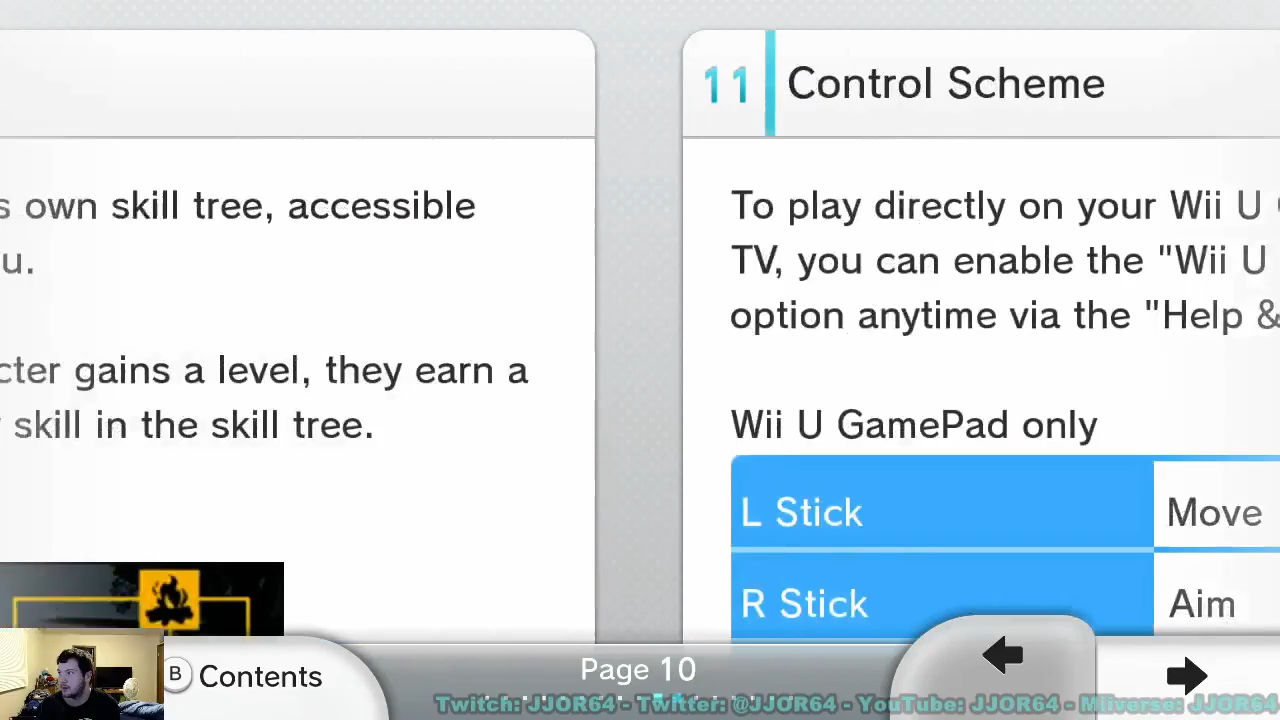 s own skill tree, accessible
u.
cter gains a level, they earn a
skill in the skill tree.
11 Control Scheme
To play directly on your Wii U
TV, you can enable the "Wii U
option anytime via the "Help &
Wii U GamePad only
L Stick Move
R Stick Aim
B Contents
Page 10
Twitch: JJOR64 - Twitter: @JJOR64 - YouTube: JJOR64 - Miiverse: JJOR64